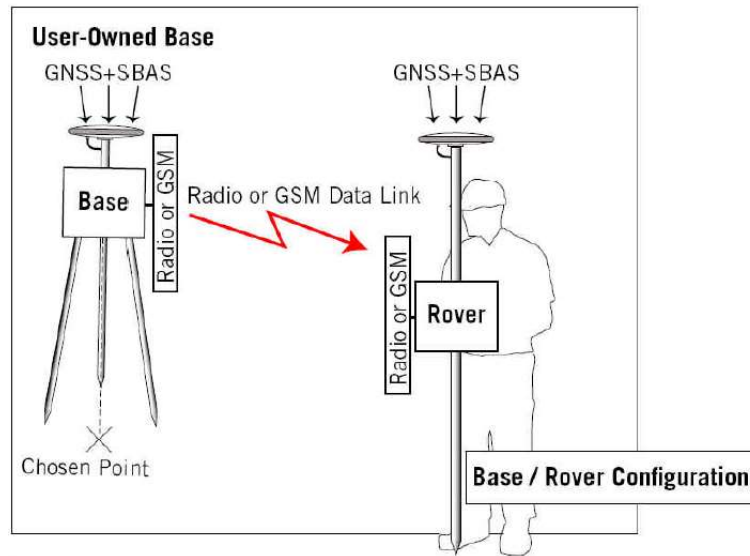 User-Owned Base
GNSS+SBAS
GNSS+SBAS
Base
Radio or GSM
Radio or GSM Data Link
Radio or GSM
Rover
Chosen Point
Base / Rover Configuration